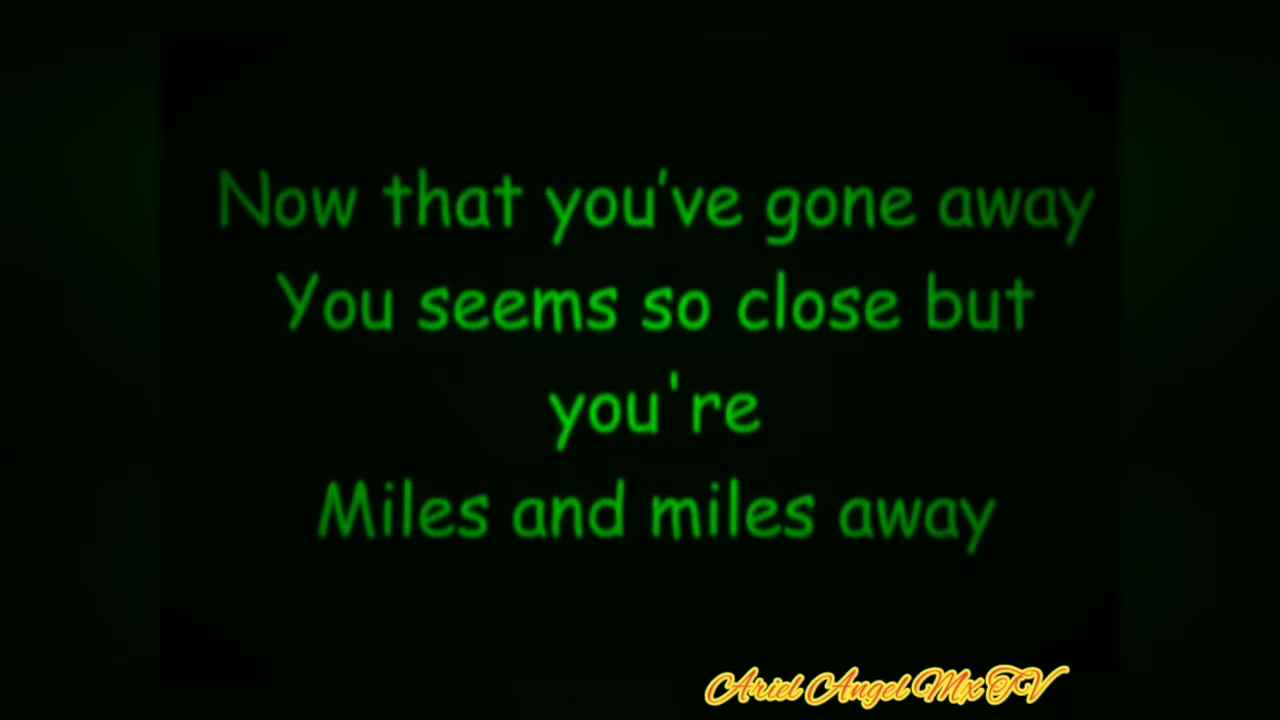 Now that you've gone away
You seems so close but
you're
Miles and miles away
Ariel Angel Mx TV